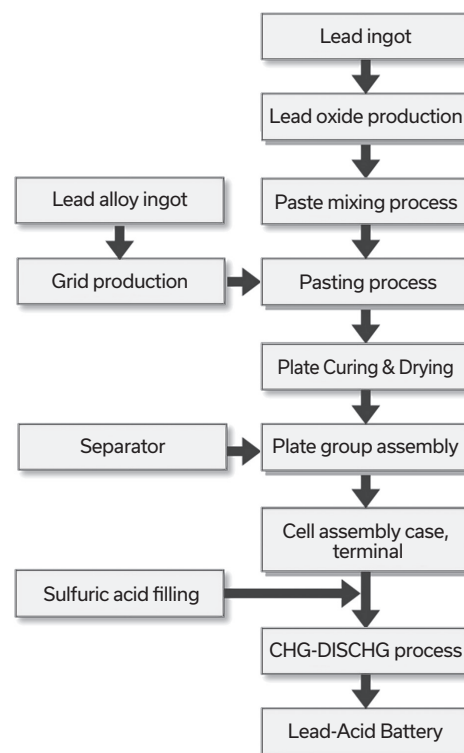 Lead ingot
Lead oxide production
Lead alloy ingot
Paste mixing process
Grid production
Pasting process
Plate Curing & Drying
Separator
Plate group assembly
Cell assembly case,
terminal
Sulfuric acid filling
CHG-DISCHG process
Lead-Acid Battery